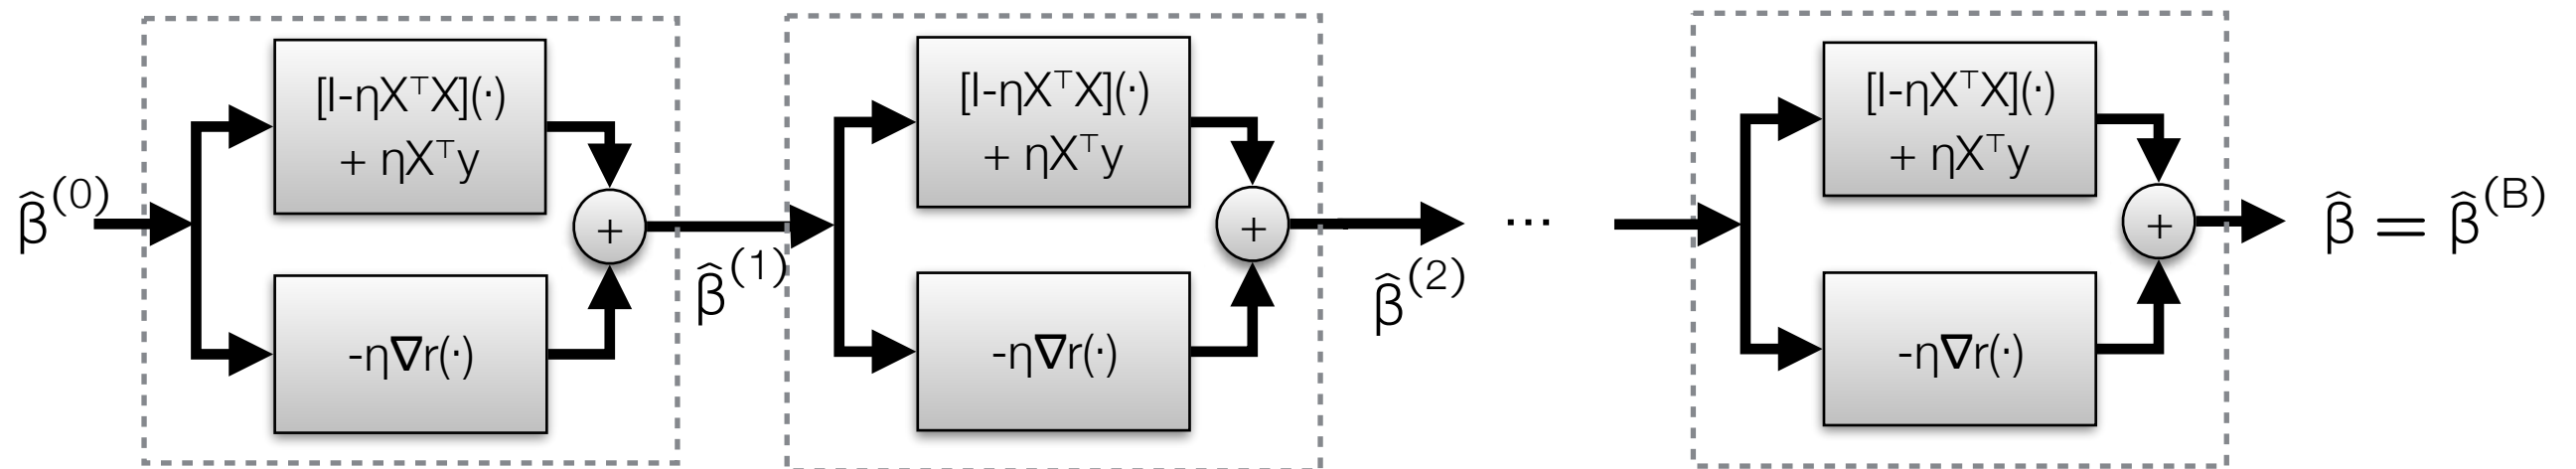 β̂⁽⁰⁾
[I-ηXᵀX](·)
+ ηXᵀy
-η∇r(·)
+
β̂⁽¹⁾
[I-ηXᵀX](·)
+ ηXᵀy
-η∇r(·)
+
β̂⁽²⁾
...
[I-ηXᵀX](·)
+ ηXᵀy
-η∇r(·)
+
β̂ = β̂⁽ᴮ⁾